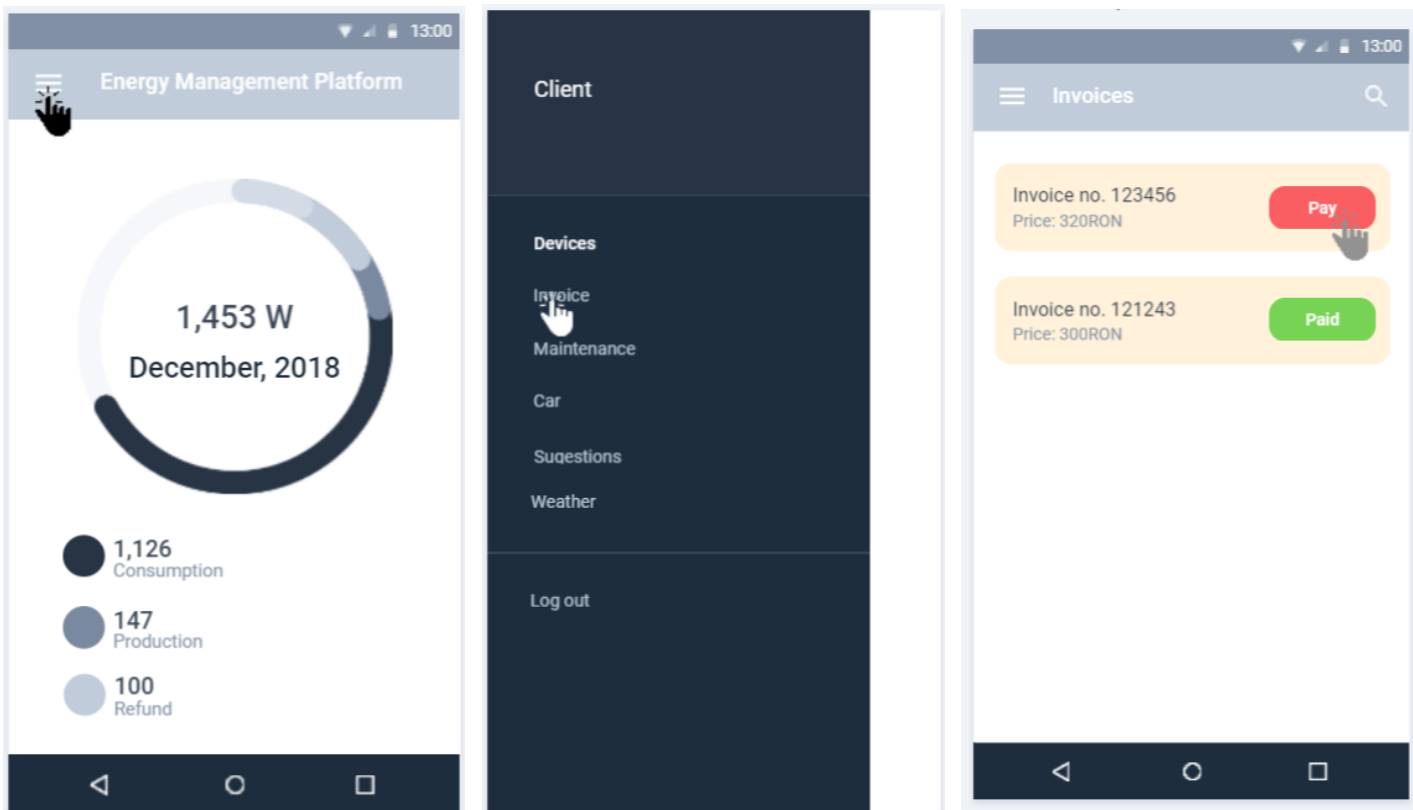 13:00
Energy Management Platform
1,453 W
December, 2018
1,126
Consumption
147
Production
100
Refund
Client
Devices
Invoice
Maintenance
Car
Sugestions
Weather
Log out
13:00
Invoices
Invoice no. 123456
Price: 320RON
Pay
Invoice no. 121243
Price: 300RON
Paid